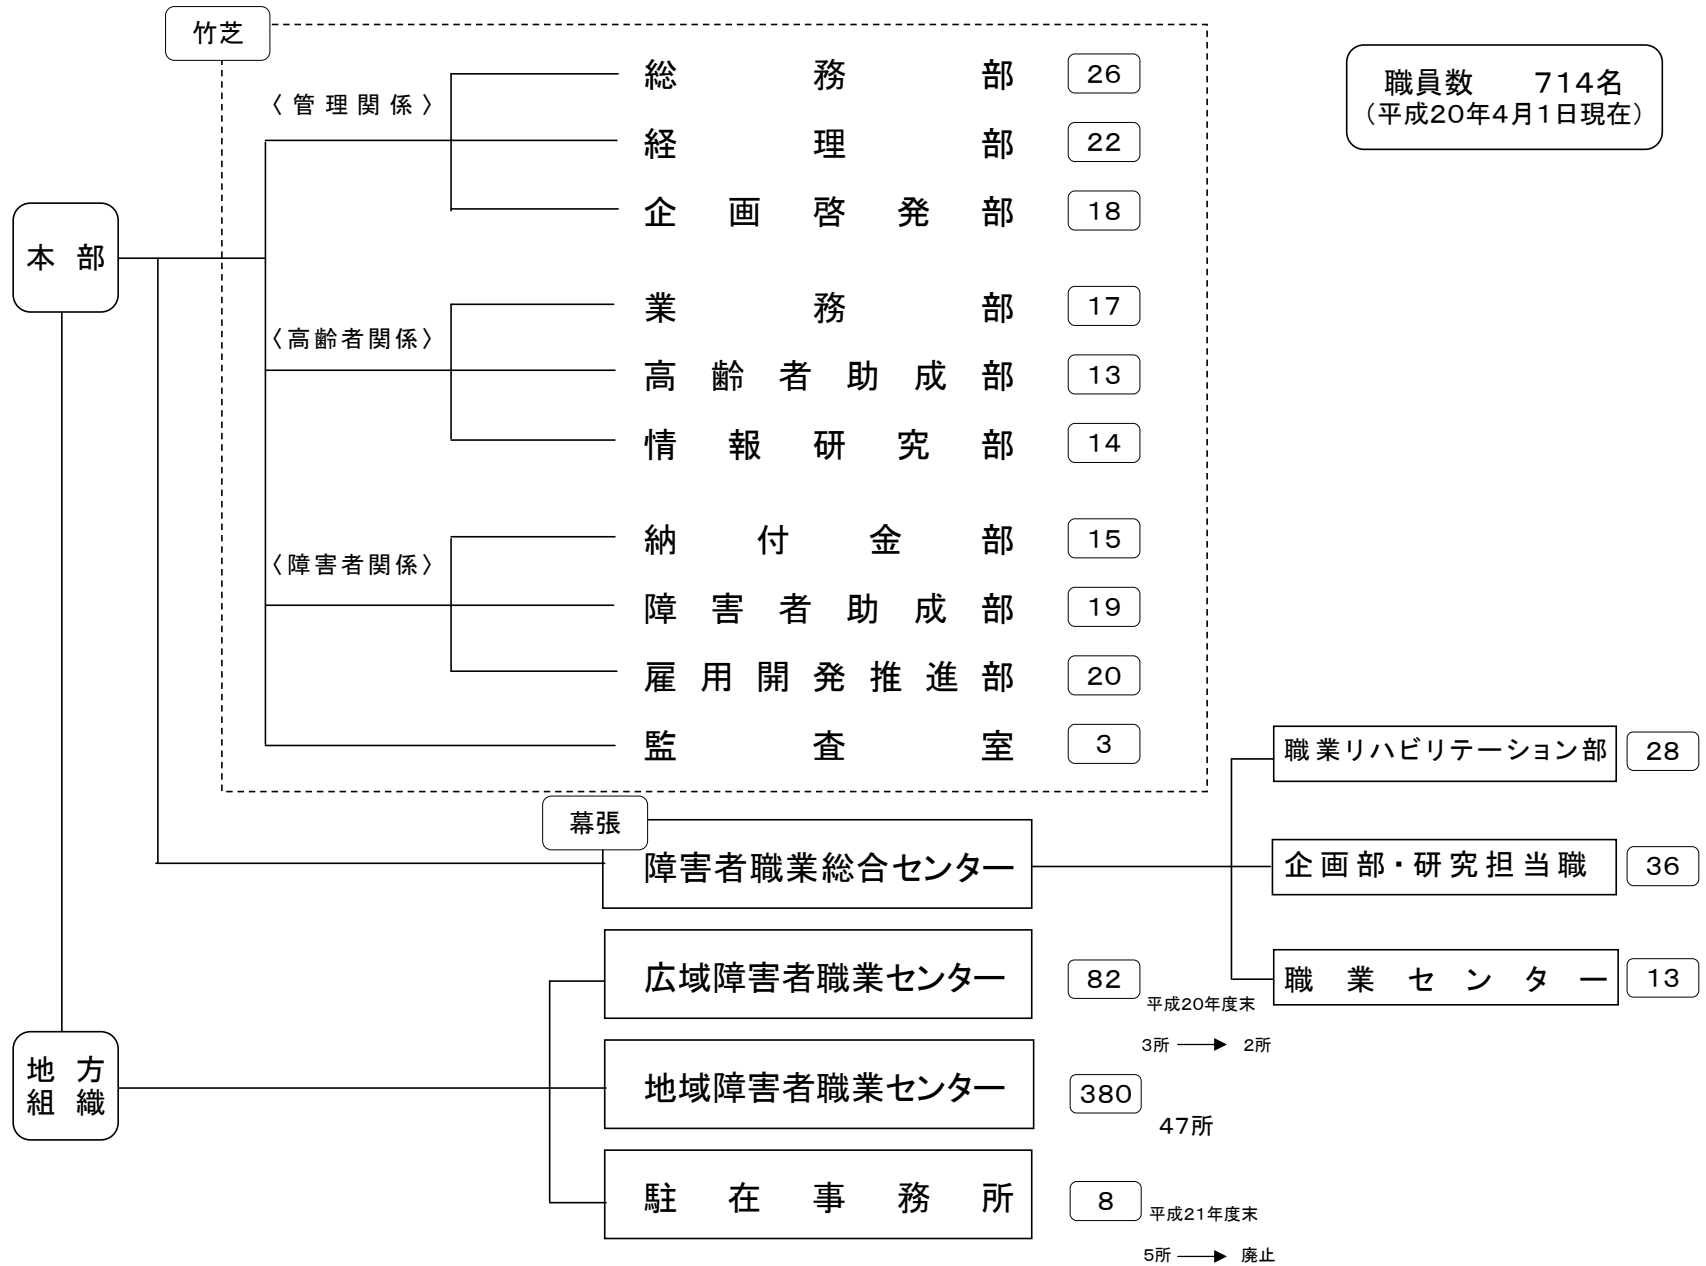 竹芝
職員数 714名
（平成20年4月1日現在）
〈管理関係〉
総務部 26
経理部 22
企画啓発部 18
本部
〈高齢者関係〉
業務部 17
高齢者助成部 13
情報研究部 14
〈障害者関係〉
納付金部 15
障害者助成部 19
雇用開発推進部 20
監査室 3
幕張
障害者職業総合センター
職業リハビリテーション部 28
企画部・研究担当職 36
職業センター 13
地方
組織
広域障害者職業センター 82
平成20年度末
3所 → 2所
地域障害者職業センター 380
47所
駐在事務所 8
平成21年度末
5所 → 廃止